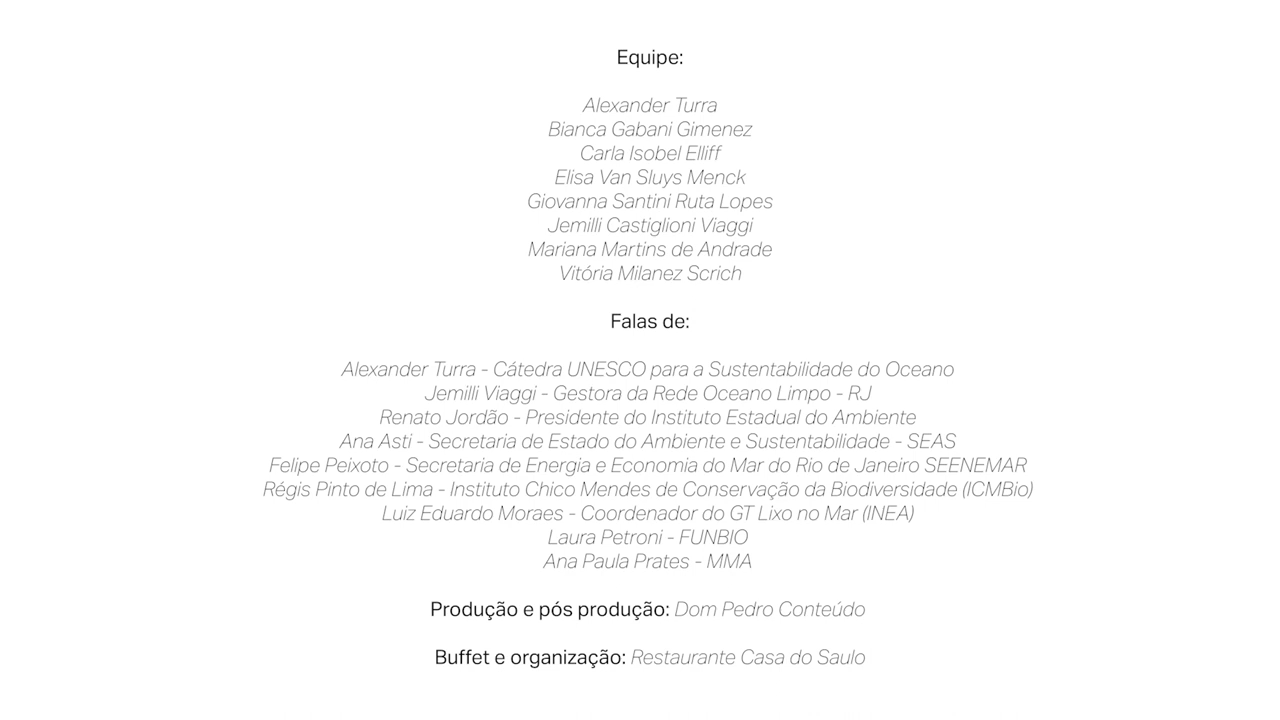 Equipe:
Alexander Turra
Bianca Gabani Gimenez
Carla Isobel Elliff
Elisa Van Sluys Menck
Giovanna Santini Ruta Lopes
Jemilli Castiglioni Viaggi
Mariana Martins de Andrade
Vitória Milanez Scrich
Falas de:
Alexander Turra - Cátedra UNESCO para a Sustentabilidade do Oceano
Jemilli Viaggi - Gestora da Rede Oceano Limpo - RJ
Renato Jordão - Presidente do Instituto Estadual do Ambiente
Ana Asti - Secretaria de Estado do Ambiente e Sustentabilidade - SEAS
Felipe Peixoto - Secretaria de Energia e Economia do Mar do Rio de Janeiro SEENEMAR
Régis Pinto de Lima - Instituto Chico Mendes de Conservação da Biodiversidade (ICMBio)
Luiz Eduardo Moraes - Coordenador do GT Lixo no Mar (INEA)
Laura Petroni - FUNBIO
Ana Paula Prates - MMA
Produção e pós produção: Dom Pedro Conteúdo
Buffet e organização: Restaurante Casa do Saulo